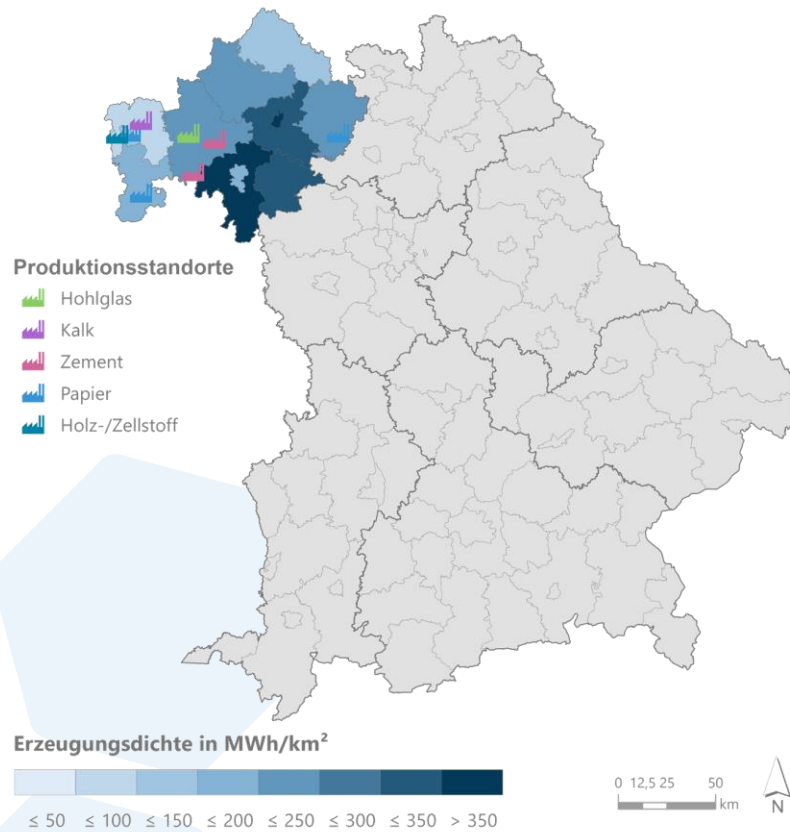 Produktionsstandorte
Hohlglas
Kalk
Zement
Papier
Holz-/Zellstoff
Erzeugungsdichte in MWh/km²
≤ 50 ≤ 100 ≤ 150 ≤ 200 ≤ 250 ≤ 300 ≤ 350 > 350
0 12,5 25 50
km
N